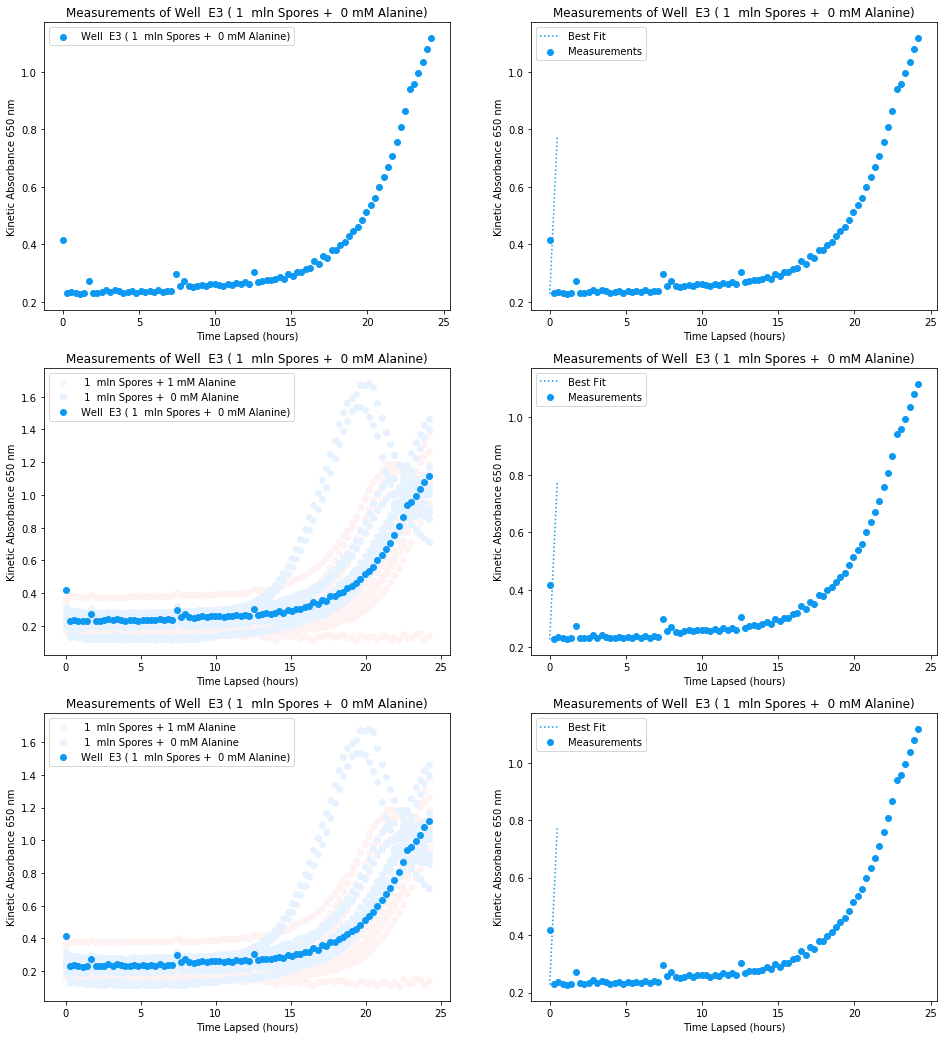 Measurements of Well  E3 ( 1  mln Spores +  0 mM Alanine)
Well  E3 ( 1  mln Spores +  0 mM Alanine)
Kinetic Absorbance 650 nm
1.0
0.8
0.6
0.4
0.2
0 5 10 15 20 25
Time Lapsed (hours)
Measurements of Well  E3 ( 1  mln Spores +  0 mM Alanine)
Best Fit
Measurements
Kinetic Absorbance 650 nm
1.0
0.8
0.6
0.4
0.2
0 5 10 15 20 25
Time Lapsed (hours)
Measurements of Well  E3 ( 1  mln Spores +  0 mM Alanine)
1  mln Spores + 1 mM Alanine
1  mln Spores +  0 mM Alanine
Well  E3 ( 1  mln Spores +  0 mM Alanine)
Kinetic Absorbance 650 nm
1.6
1.4
1.2
1.0
0.8
0.6
0.4
0.2
0 5 10 15 20 25
Time Lapsed (hours)
Measurements of Well  E3 ( 1  mln Spores +  0 mM Alanine)
Best Fit
Measurements
Kinetic Absorbance 650 nm
1.0
0.8
0.6
0.4
0.2
0 5 10 15 20 25
Time Lapsed (hours)
Measurements of Well  E3 ( 1  mln Spores +  0 mM Alanine)
1  mln Spores + 1 mM Alanine
1  mln Spores +  0 mM Alanine
Well  E3 ( 1  mln Spores +  0 mM Alanine)
Kinetic Absorbance 650 nm
1.6
1.4
1.2
1.0
0.8
0.6
0.4
0.2
0 5 10 15 20 25
Time Lapsed (hours)
Measurements of Well  E3 ( 1  mln Spores +  0 mM Alanine)
Best Fit
Measurements
Kinetic Absorbance 650 nm
1.0
0.8
0.6
0.4
0.2
0 5 10 15 20 25
Time Lapsed (hours)